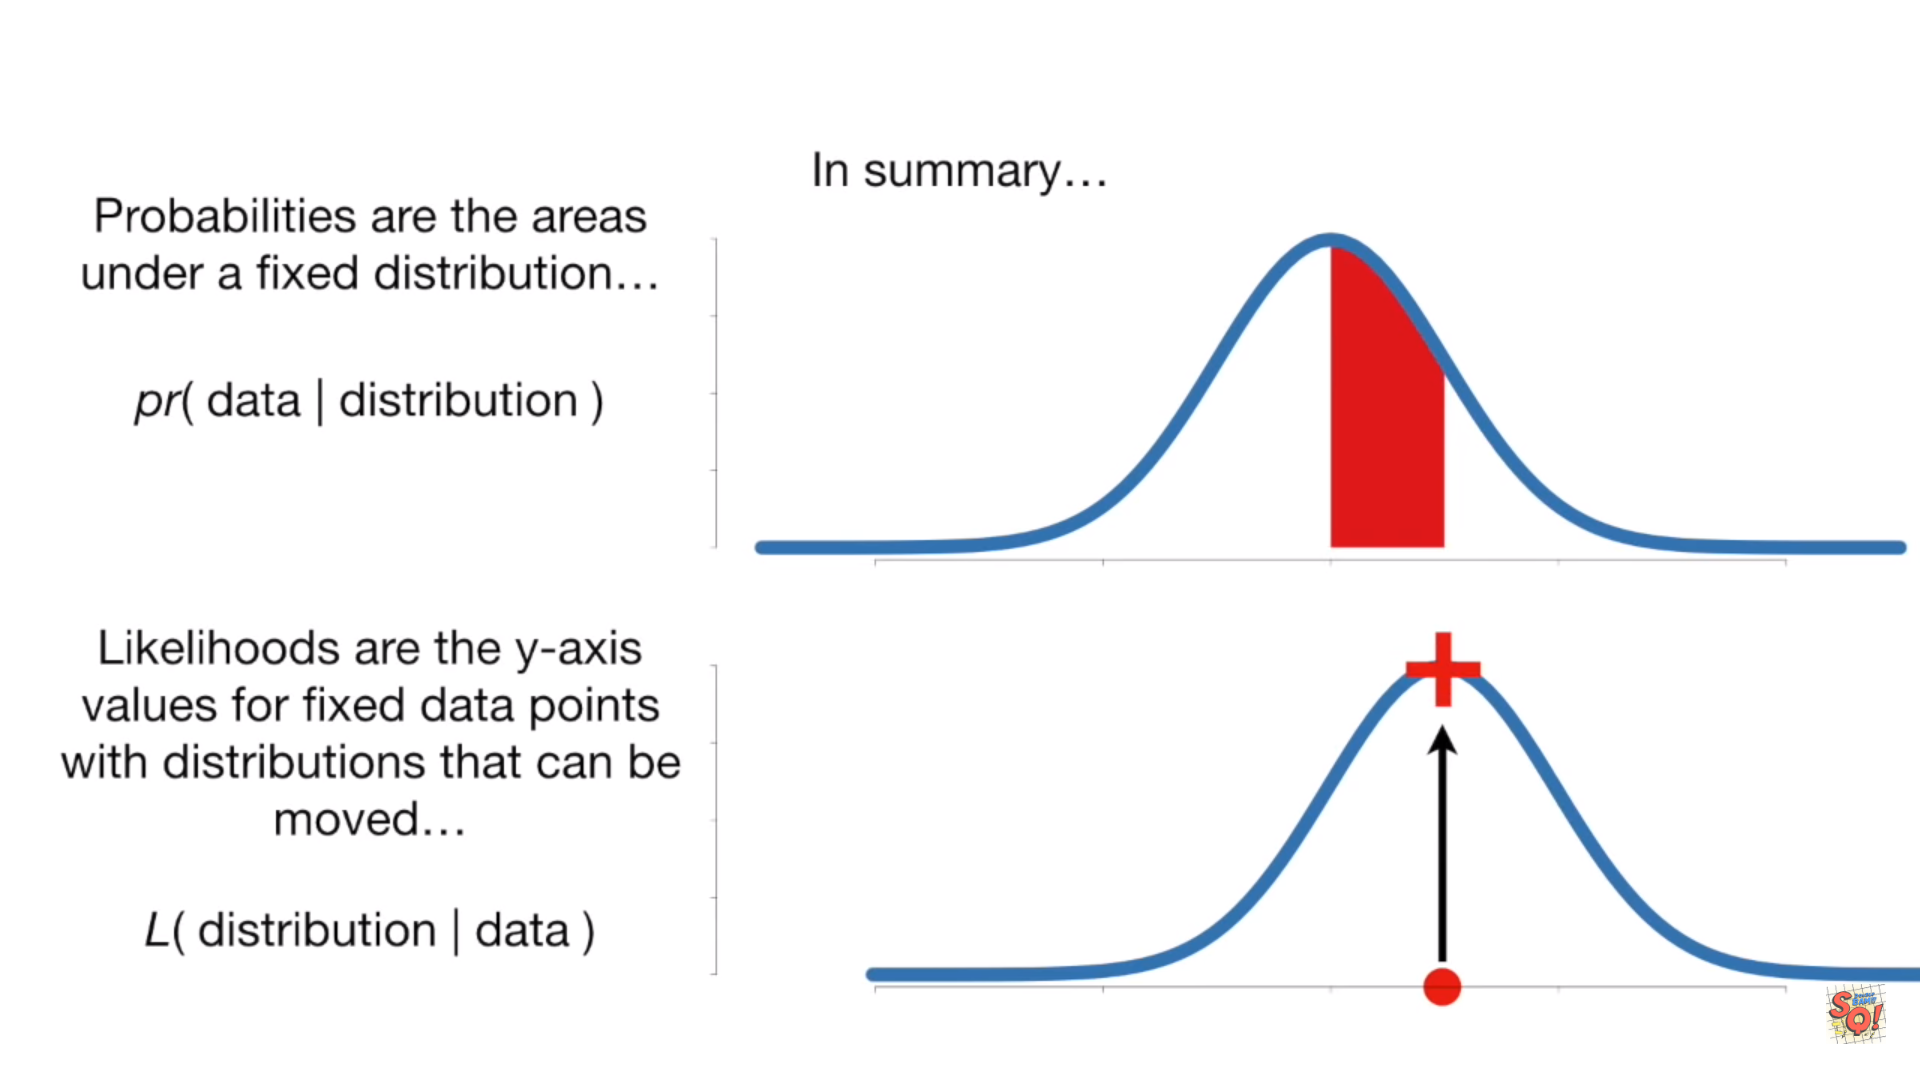 In summary…
Probabilities are the areas
under a fixed distribution…
pr( data | distribution )
Likelihoods are the y-axis
values for fixed data points
with distributions that can be
moved…
L( distribution | data )
SQ!